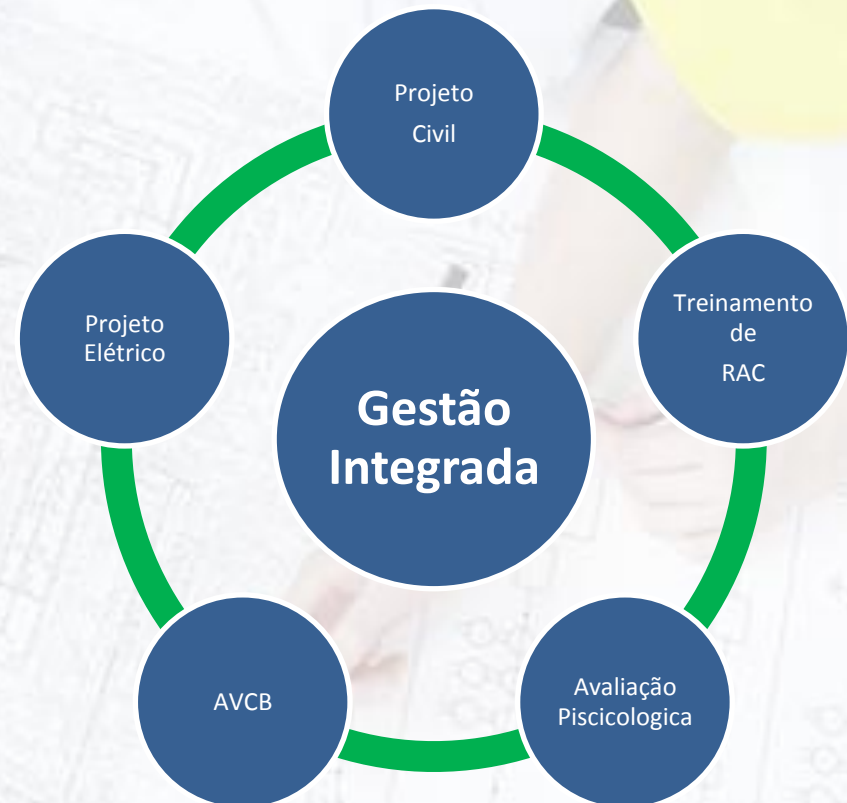 Projeto
Civil
Treinamento
de
RAC
Projeto
Elétrico
Gestão
Integrada
AVCB
Avaliação
Piscicologica